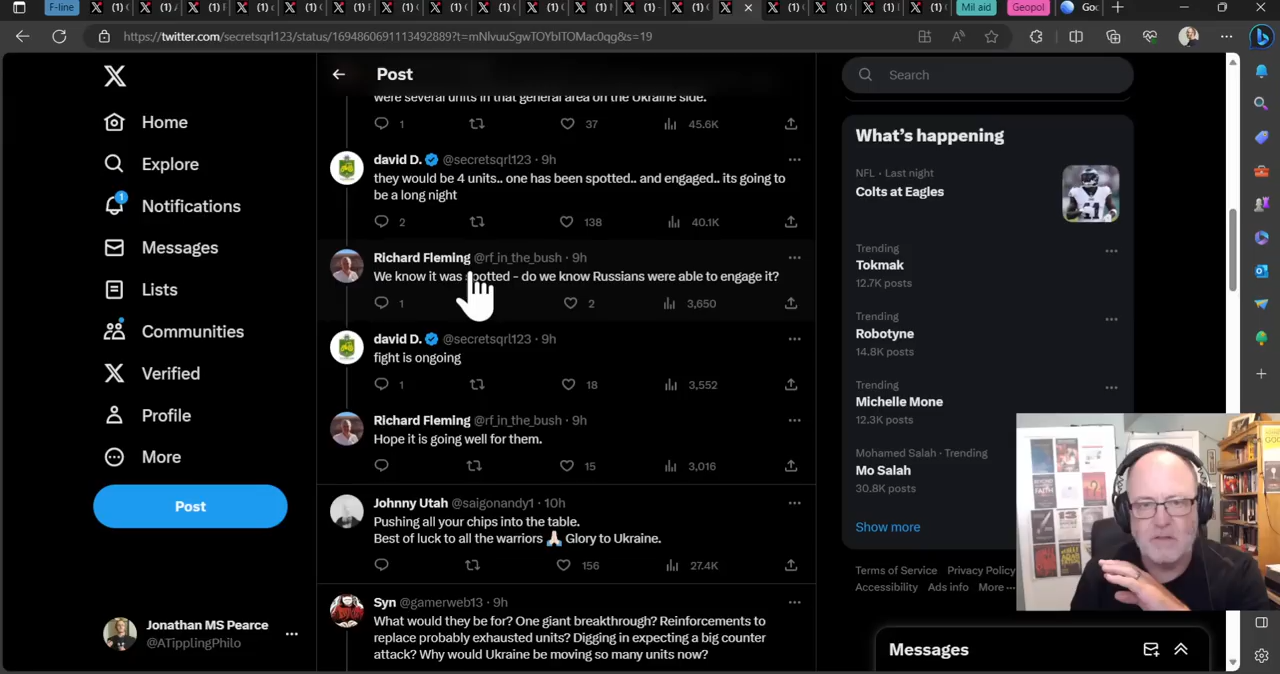 F-line
Mil aid
Geopol
Goc
https://twitter.com/secretsqrl123/status/1694860691113492889?t=mNlvuuSgwTOYblTOMac0qg&s=19
Home
Explore
1
Notifications
Messages
Lists
Communities
Verified
Profile
More
Post
Jonathan MS Pearce
@ATipplingPhilo
Post
were several units in that general area on the Ukraine side.
1 37 45.6K
david D. @secretsqrl123 · 9h
they would be 4 units.. one has been spotted.. and engaged.. its going to
be a long night
2 138 40.1K
Richard Fleming @rf_in_the_bush · 9h
We know it was spotted - do we know Russians were able to engage it?
1 2 3,650
david D. @secretsqrl123 · 9h
fight is ongoing
1 18 3,552
Richard Fleming @rf_in_the_bush · 9h
Hope it is going well for them.
15 3,016
Johnny Utah @saigonandy1 · 10h
Pushing all your chips into the table.
Best of luck to all the warriors 🙏🏻 Glory to Ukraine.
156 27.4K
Syn @gamerweb13 · 9h
What would they be for? One giant breakthrough? Reinforcements to
replace probably exhausted units? Digging in expecting a big counter
attack? Why would Ukraine be moving so many units now?
Search
What's happening
NFL · Last night
Colts at Eagles
Trending
Tokmak
12.7K posts
Trending
Robotyne
14.8K posts
Trending
Michelle Mone
12.3K posts
Mohamed Salah · Trending
Mo Salah
30.8K posts
Show more
Terms of Service Privacy Policy
Accessibility Ads info More ...
Messages